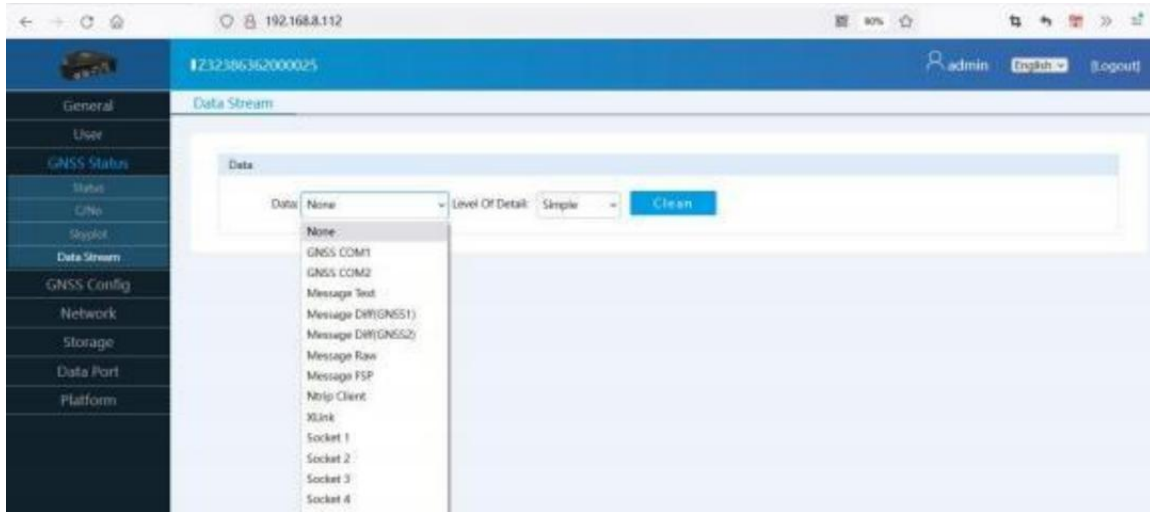 192.168.8.112
80%
IZ32386362000025
admin
English
[Logout]
General
User
GNSS Status
Status
C/No
Skyplot
Data Stream
GNSS Config
Network
Storage
Data Port
Platform
Data Stream
Data
Data: None
Level Of Detail: Simple
Clean
None
GNSS COM1
GNSS COM2
Message Text
Message Diff(GNSS1)
Message Diff(GNSS2)
Message Raw
Message FSP
Ntrip Client
XLink
Socket 1
Socket 2
Socket 3
Socket 4